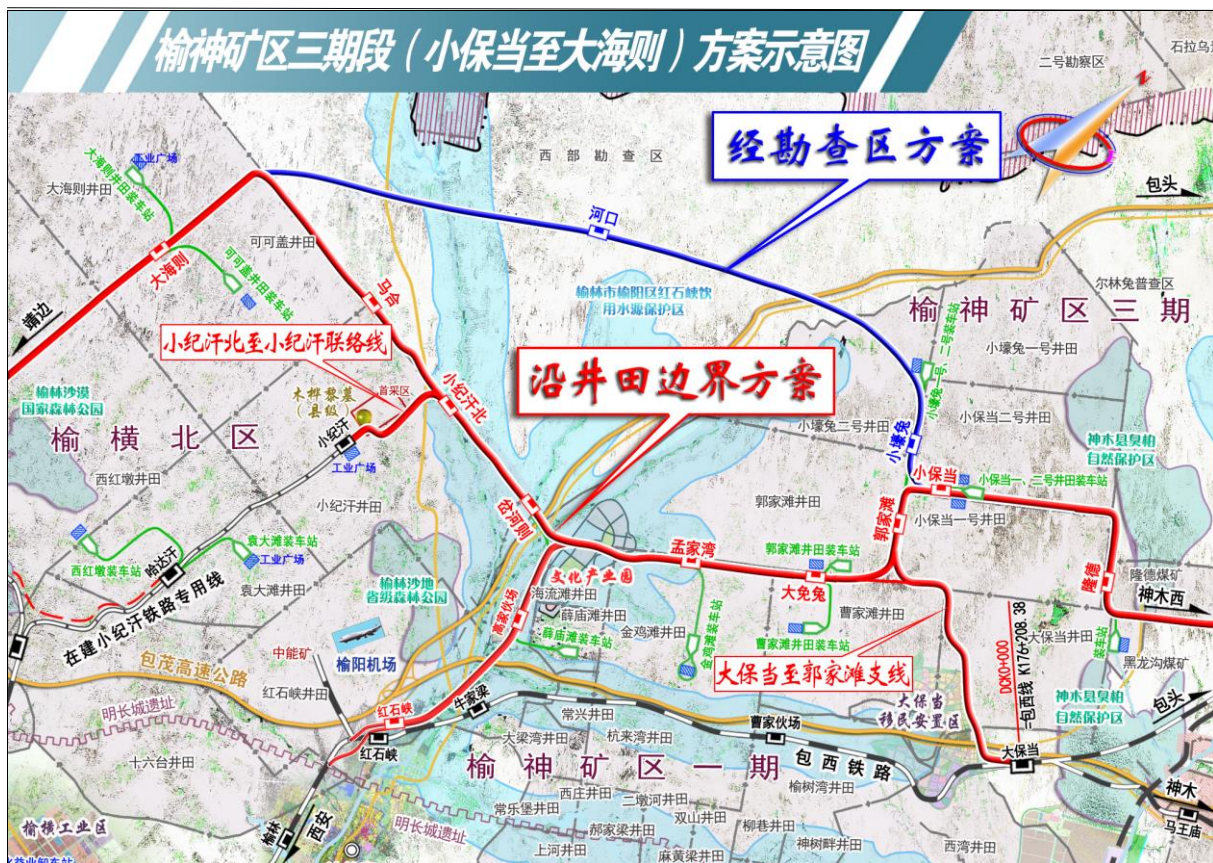 榆神矿区三期段（小保当至大海则）方案示意图
二号勘察区
经勘查区方案
西部勘查区
包头
工业广场
大海则井田装车站
大海则井田
可可盖井田
河口
大海则
可可盖井田装车站
马合
榆林市榆阳区红石峡饮
用水源保护区
尔林兔普查区
榆神矿区三期
靖边
小纪汗北至小纪汗联络线
沿井田边界方案
小壕兔一号、二号装车站
小壕兔一号井田
榆林沙漠
国家森林公园
首采区
小纪汗北
小保当二号井田
榆横北区
小纪汗
工业广场
小壕兔二号井田
小壕兔
神木县臭柏
自然保护区
西红墩井田
小纪汗井田
小保当
小保当一、二号井田装车站
郭家滩井田
郭家滩
小保当一号井田
袁大滩装车站
哈达汗
工业广场
西红墩装车站
孟家湾
郭家滩井田装车站
文化产业园
大免兔
隆德
隆德煤矿
神木西
袁大滩井田
榆林沙地
省级森林公园
海流滩井田
薛庙滩井田
金鸡滩井田
曹家滩井田
在建小纪汗铁路专用线
薛庙滩装车站
金鸡滩装车站
曹家滩井田装车站
大保当至郭家滩支线
DCK0+000
=包西线 K176+208.38
大保当井田
装车站
黑龙沟煤矿
中能矿
榆阳机场
包茂高速公路
红石峡井田
红石峡
牛家梁
大保当
移民安置区
神木县臭柏
自然保护区
包头
明长城遗址
红石峡
常兴井田
曹家伙场
大梁湾井田
杭来湾井田
大保当
包西铁路
十六台井田
榆神矿区一期
榆树湾井田
神木
西庄井田
二墩河井田
常乐堡井田
双山井田
马王庙
榆横工业区
榆林
西安
明长城遗址
郝家梁井田
柳巷井田
上河井田
麻黄梁井田
神树畔井田
西湾井田